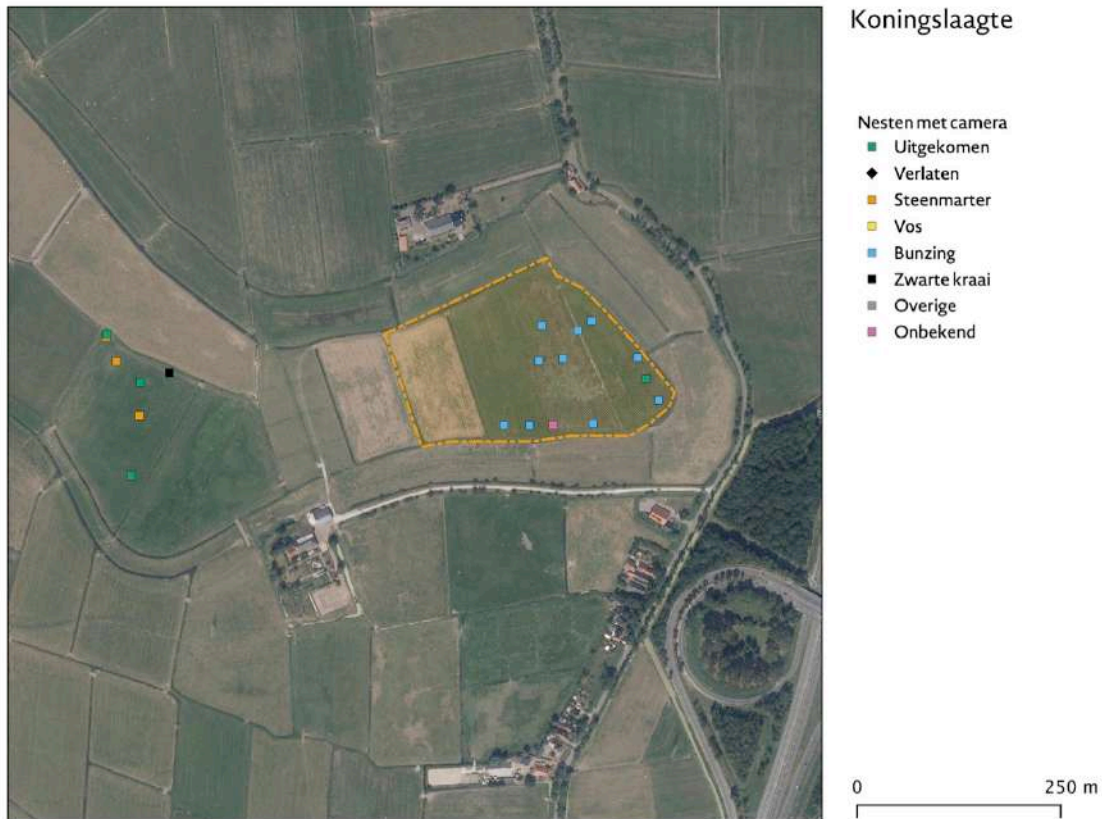 Koningslaagte
Nesten met camera
Uitgekomen
Verlaten
Steenmarter
Vos
Bunzing
Zwarte kraai
Overige
Onbekend
0 250 m